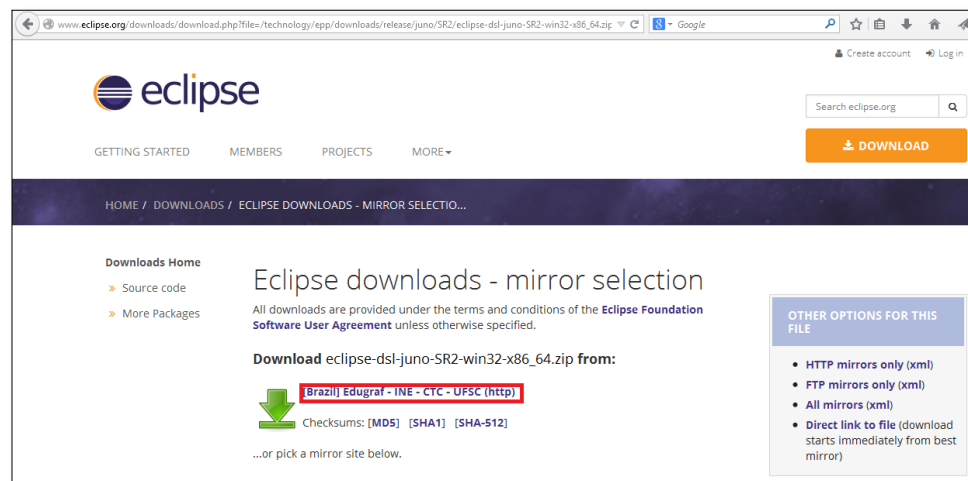 www.eclipse.org/downloads/download.php?file=/technology/epp/downloads/release/juno/SR2/eclipse-dsl-juno-SR2-win32-x86_64.zip
Google
Create account Log in
eclipse
Search eclipse.org
GETTING STARTED MEMBERS PROJECTS MORE
DOWNLOAD
HOME / DOWNLOADS / ECLIPSE DOWNLOADS - MIRROR SELECTIO...
Downloads Home
» Source code
» More Packages
Eclipse downloads - mirror selection
All downloads are provided under the terms and conditions of the Eclipse Foundation
Software User Agreement unless otherwise specified.
Download eclipse-dsl-juno-SR2-win32-x86_64.zip from:
[Brazil] Edugraf - INE - CTC - UFSC (http)
Checksums: [MD5] [SHA1] [SHA-512]
...or pick a mirror site below.
OTHER OPTIONS FOR THIS
FILE
• HTTP mirrors only (xml)
• FTP mirrors only (xml)
• All mirrors (xml)
• Direct link to file (download
starts immediately from best
mirror)